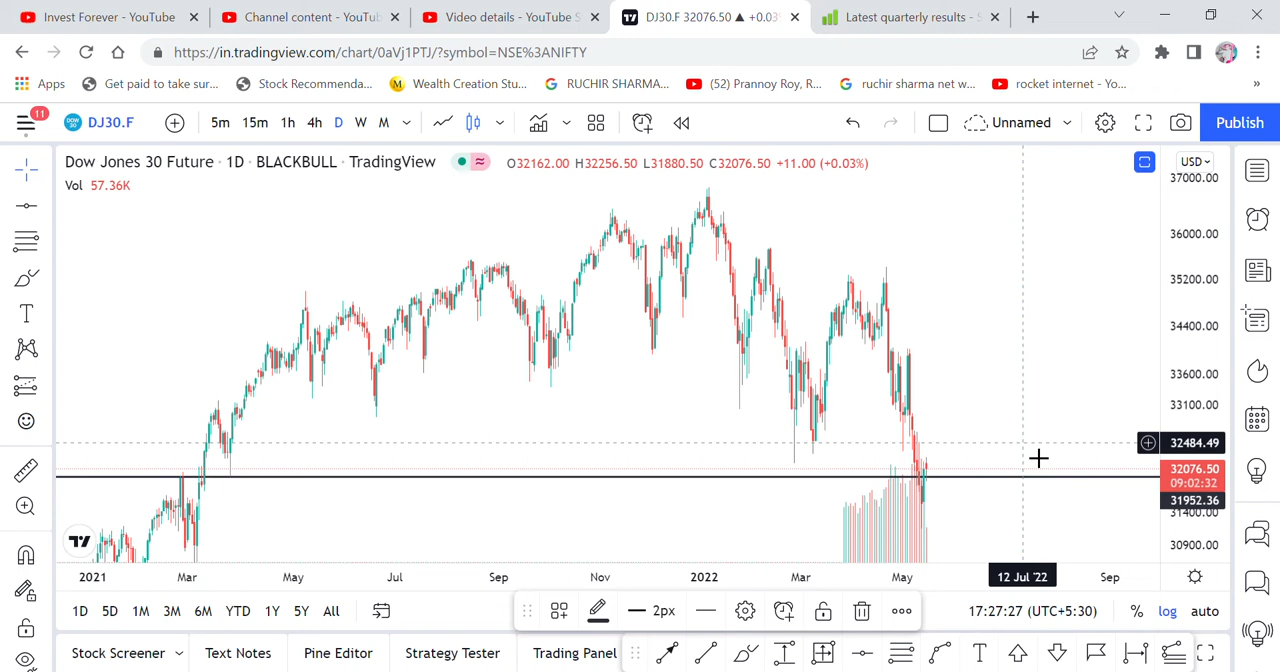 Invest Forever - YouTube
Channel content - YouTu
Video details - YouTube S
DJ30.F 32076.50 ▲ +0.03
Latest quarterly results - S
https://in.tradingview.com/chart/0aVj1PTJ/?symbol=NSE%3ANIFTY
Apps
Get paid to take sur...
Stock Recommenda...
M
Wealth Creation Stu...
G
RUCHIR SHARMA...
(52) Prannoy Roy, R...
G
ruchir sharma net w...
rocket internet - Yo...
»
11
DOW 30
DJ30.F
5m 15m 1h 4h D W M
Unnamed
Publish
Dow Jones 30 Future · 1D · BLACKBULL · TradingView
O32162.00 H32256.50 L31880.50 C32076.50 +11.00 (+0.03%)
USD
Vol 57.36K
37000.00
36000.00
35200.00
34400.00
33600.00
33100.00
32484.49
32076.50
09:02:32
31952.36
31400.00
30900.00
2021 Mar May Jul Sep Nov 2022 Mar May 12 Jul '22 Sep
1D 5D 1M 3M 6M YTD 1Y 5Y All
2px
17:27:27 (UTC+5:30)
% log auto
Stock Screener
Text Notes
Pine Editor
Strategy Tester
Trading Panel
T